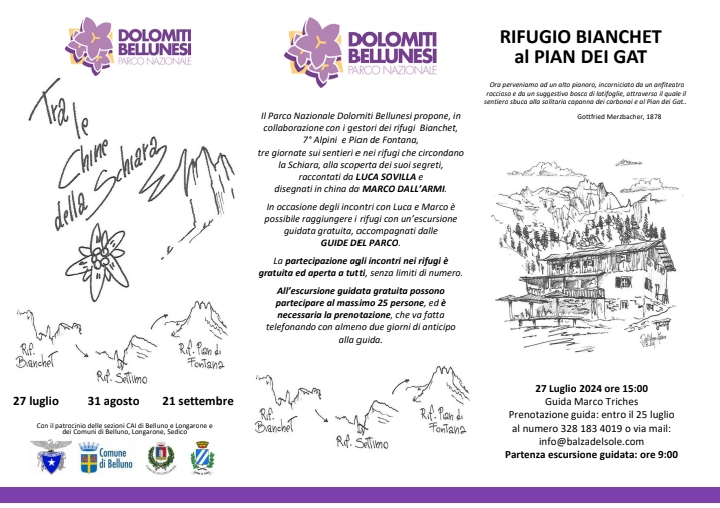 DOLOMITI
BELLUNESI
PARCO NAZIONALE
Tra le
Chine
della Schiara
Rif.
Bianchet
Rif. Settimo
Rif. Pian di
Fontana
27 luglio 31 agosto 21 settembre
Con il patrocinio delle sezioni CAI di Belluno e Longarone e
dei Comuni di Belluno, Longarone, Sedico
Comune
di Belluno
DOLOMITI
BELLUNESI
PARCO NAZIONALE
Il Parco Nazionale Dolomiti Bellunesi propone, in
collaborazione con i gestori dei rifugi Bianchet,
7° Alpini e Pian de Fontana,
tre giornate sui sentieri e nei rifugi che circondano
la Schiara, alla scoperta dei suoi segreti,
raccontati da LUCA SOVILLA e
disegnati in china da MARCO DALL'ARMI.
In occasione degli incontri con Luca e Marco è
possibile raggiungere i rifugi con un'escursione
guidata gratuita, accompagnati dalle
GUIDE DEL PARCO.
La partecipazione agli incontri nei rifugi è
gratuita ed aperta a tutti, senza limiti di numero.
All'escursione guidata gratuita possono
partecipare al massimo 25 persone, ed è
necessaria la prenotazione, che va fatta
telefonando con almeno due giorni di anticipo
alla guida.
Rif.
Bianchet
Rif.
Settimo
Rif. Pian di
Fontana
RIFUGIO BIANCHET
al PIAN DEI GAT
Ora perveniamo ad un alto pianoro, incorniciato da un anfiteatro
roccioso e da un suggestivo bosco di latifoglie, attraverso il quale il
sentiero sbuca alla solitaria capanna dei carbonai e al Pian dei Gat..
Gottfried Merzbacher, 1878
27 Luglio 2024 ore 15:00
Guida Marco Triches
Prenotazione guida: entro il 25 luglio
al numero 328 183 4019 o via mail:
info@balzadelsole.com
Partenza escursione guidata: ore 9:00